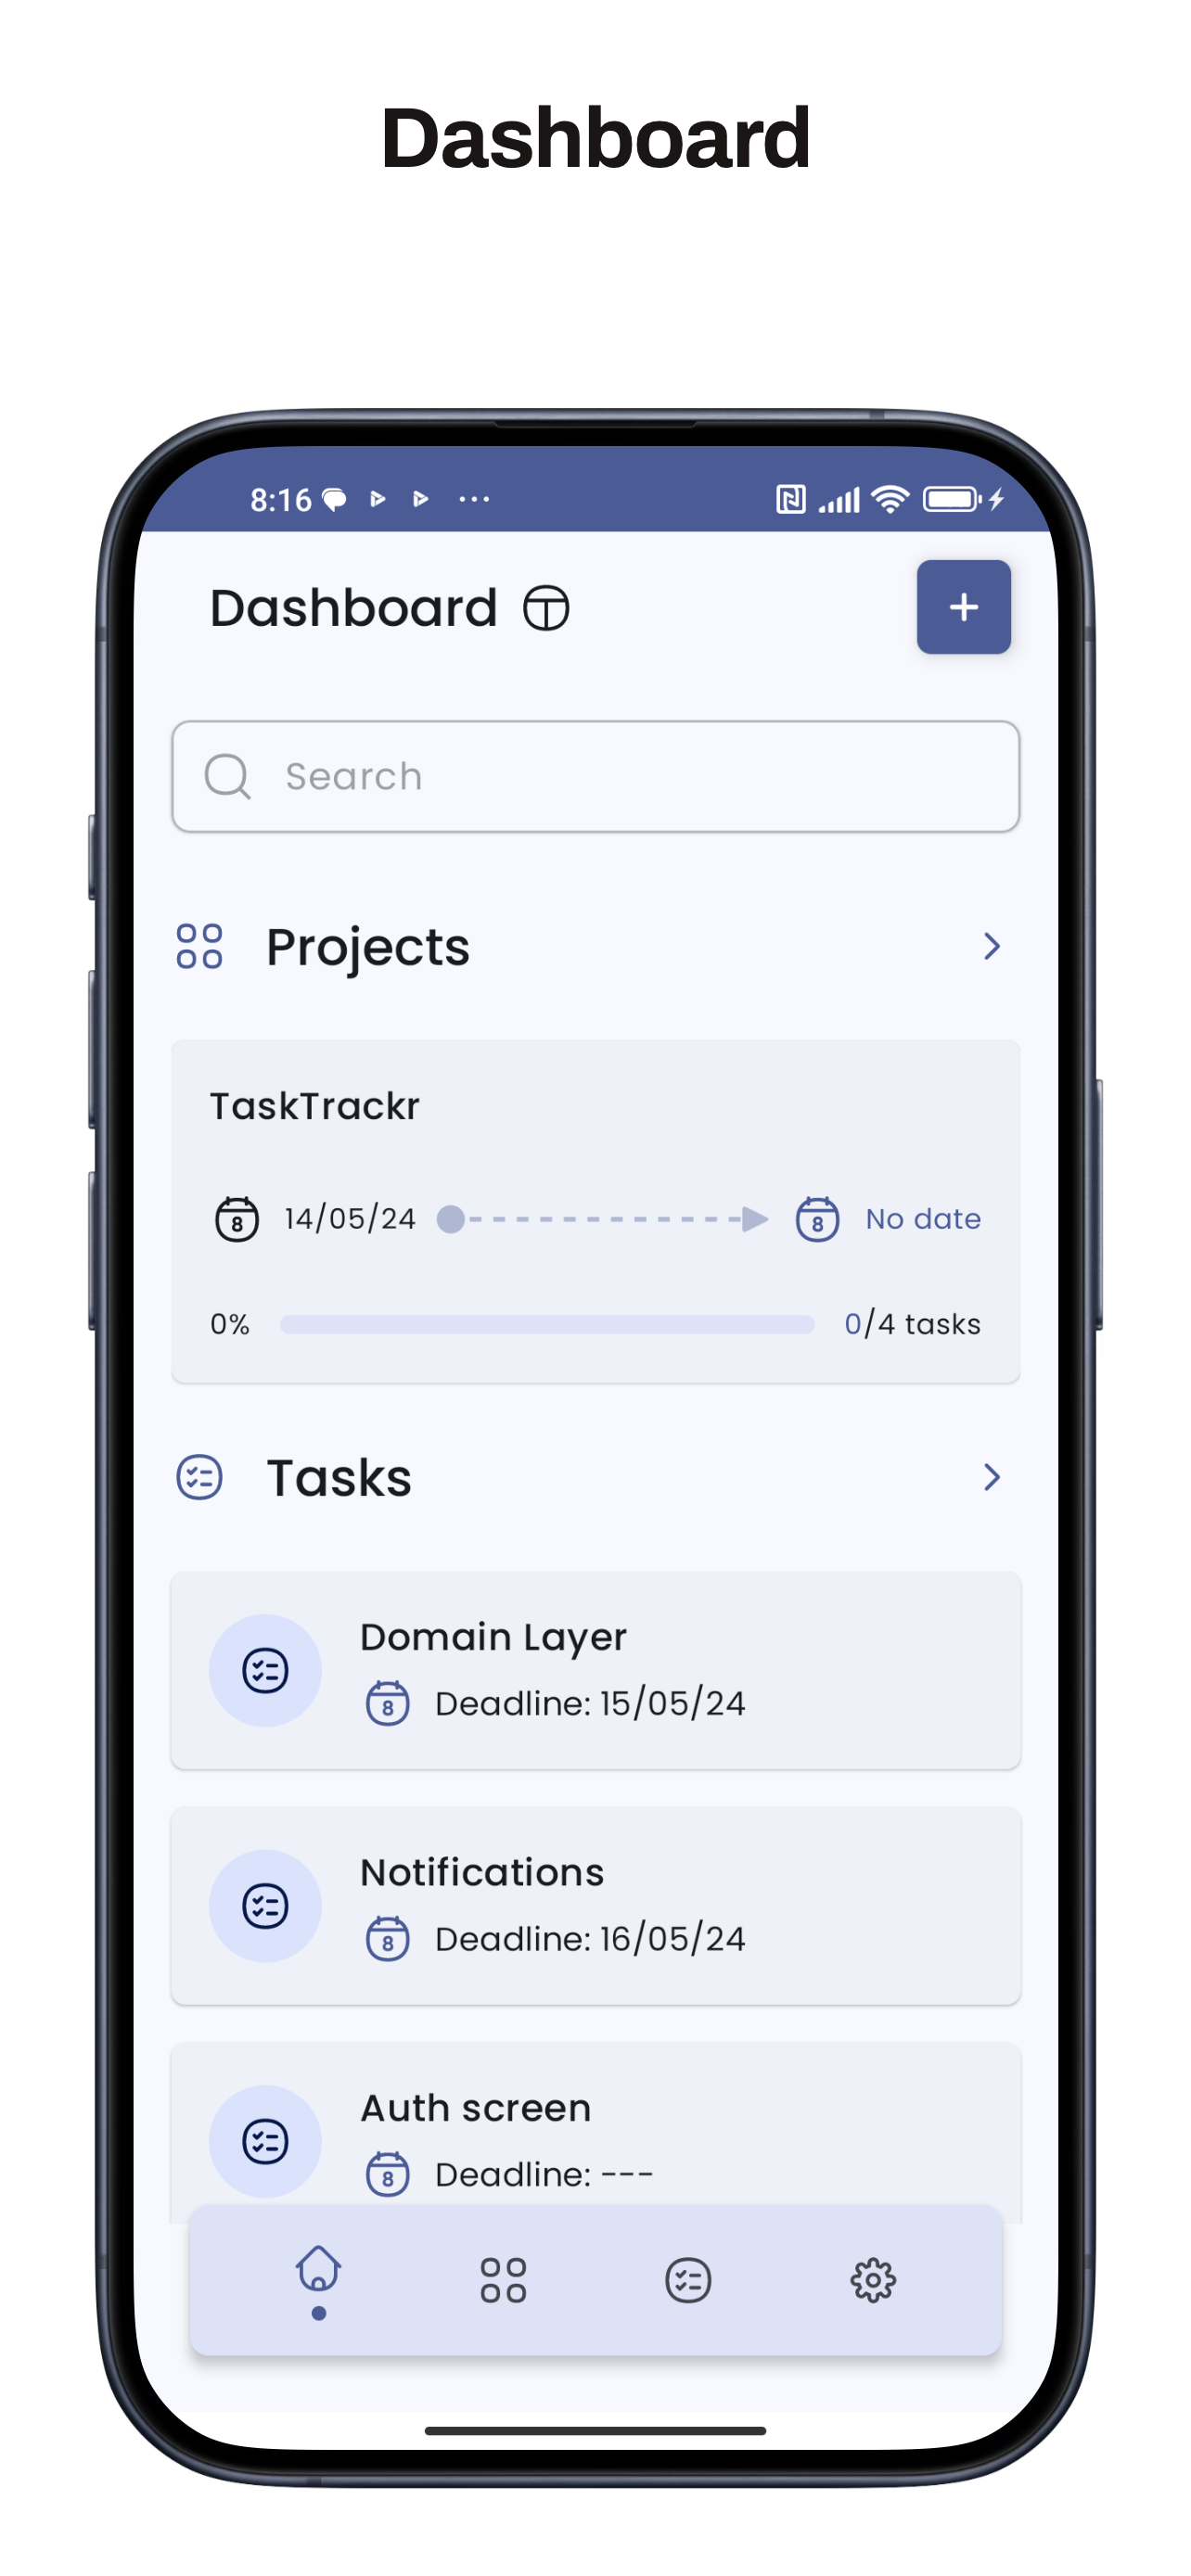 Dashboard
8:16
Dashboard
Search
Projects
TaskTrackr
8 14/05/24 8 No date
0% 0/4 tasks
Tasks
Domain Layer
8 Deadline: 15/05/24
Notifications
8 Deadline: 16/05/24
Auth screen
8 Deadline: ---